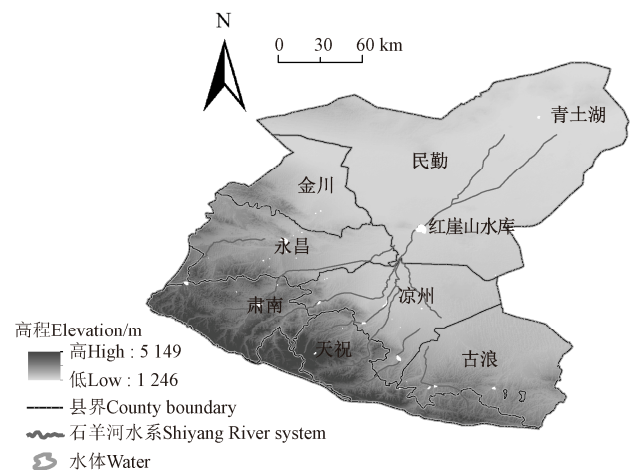 N
0 30 60 km
青土湖
民勤
金川
红崖山水库
永昌
凉州
肃南
天祝
古浪
高程Elevation/m
高High : 5 149
低Low : 1 246
县界County boundary
石羊河水系Shiyang River system
水体Water